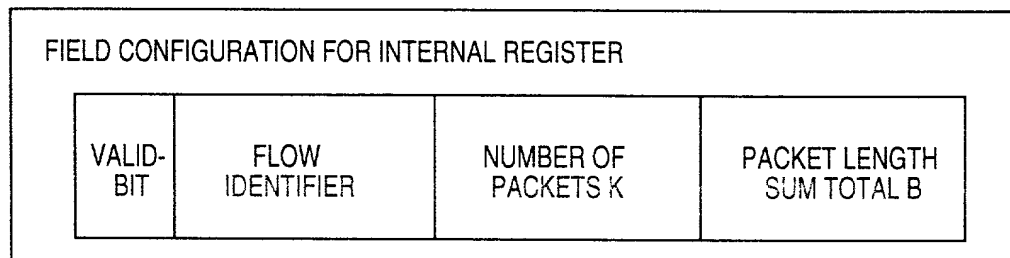 FIELD CONFIGURATION FOR INTERNAL REGISTER
VALID-
BIT
FLOW
IDENTIFIER
NUMBER OF
PACKETS K
PACKET LENGTH
SUM TOTAL B